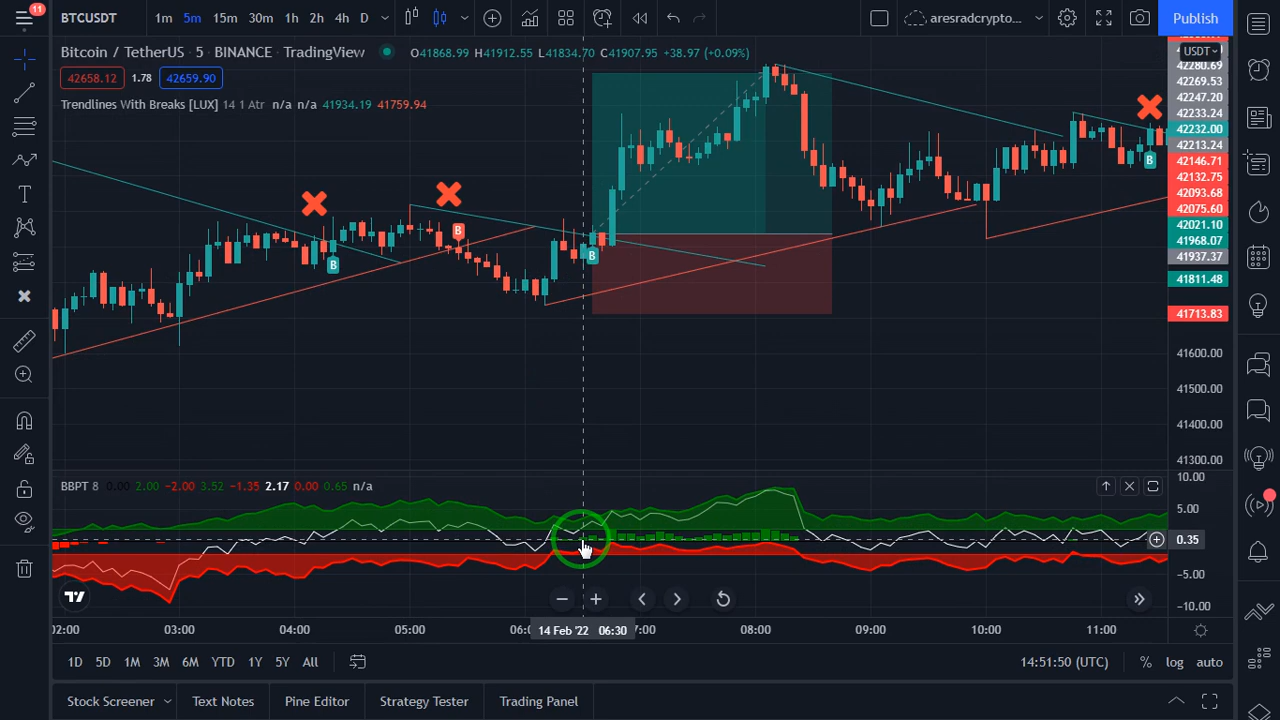 11
BTCUSDT 1m 5m 15m 30m 1h 2h 4h D aresradcrypto... Publish
Bitcoin / TetherUS · 5 · BINANCE · TradingView O41868.99 H41912.55 L41834.70 C41907.95 +38.97 (+0.09%)
USDT
42658.12 1.78 42659.90
Trendlines With Breaks [LUX] 14 1 Atr n/a n/a 41934.19 41759.94
42280.69
42269.53
42247.20
42233.24
42232.00
42213.24
42146.71
42132.75
42093.68
42075.60
42021.10
41968.07
41937.37
41811.48
41713.83
41600.00
41500.00
41400.00
41300.00
B
B
B
B
BBPT 8 0.00 2.00 −2.00 3.52 −1.35 2.17 0.00 0.65 n/a
10.00
5.00
0.35
−5.00
−10.00
02:00 03:00 04:00 05:00 06:0 14 Feb '22 06:30 7:00 08:00 09:00 10:00 11:00
1D 5D 1M 3M 6M YTD 1Y 5Y All 14:51:50 (UTC) % log auto
Stock Screener Text Notes Pine Editor Strategy Tester Trading Panel